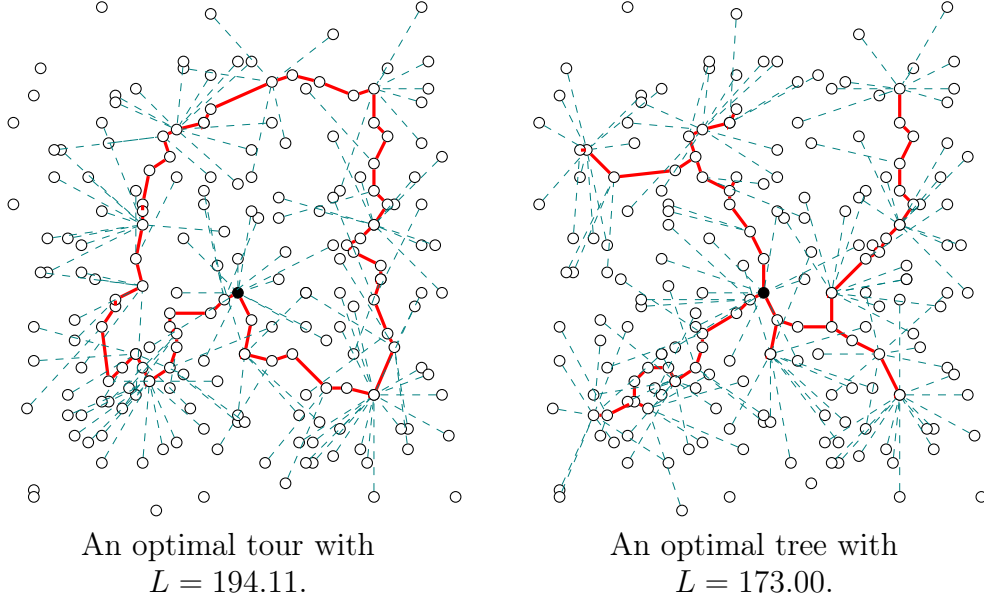 An optimal tour with
L = 194.11.
An optimal tree with
L = 173.00.